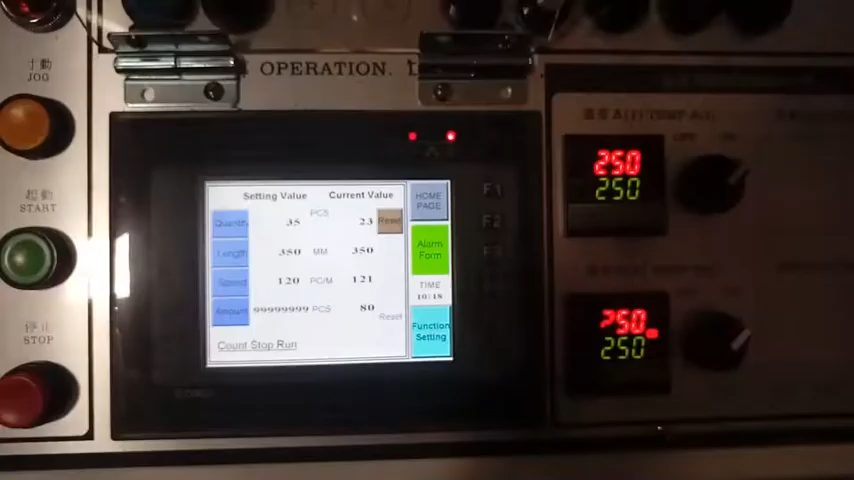 寸動
JOG
OPERATION.
起動
START
停止
STOP
Setting Value
Current Value
HOME
PAGE
Quantity
35
PCS
23
Reset
Length
350
MM
350
Alarm
Form
Speed
120
PC/M
121
TIME
10:18
Amount
99999999
PCS
80
Reset
Function
Setting
Count Stop Run
F1
F2
250
250
250
250